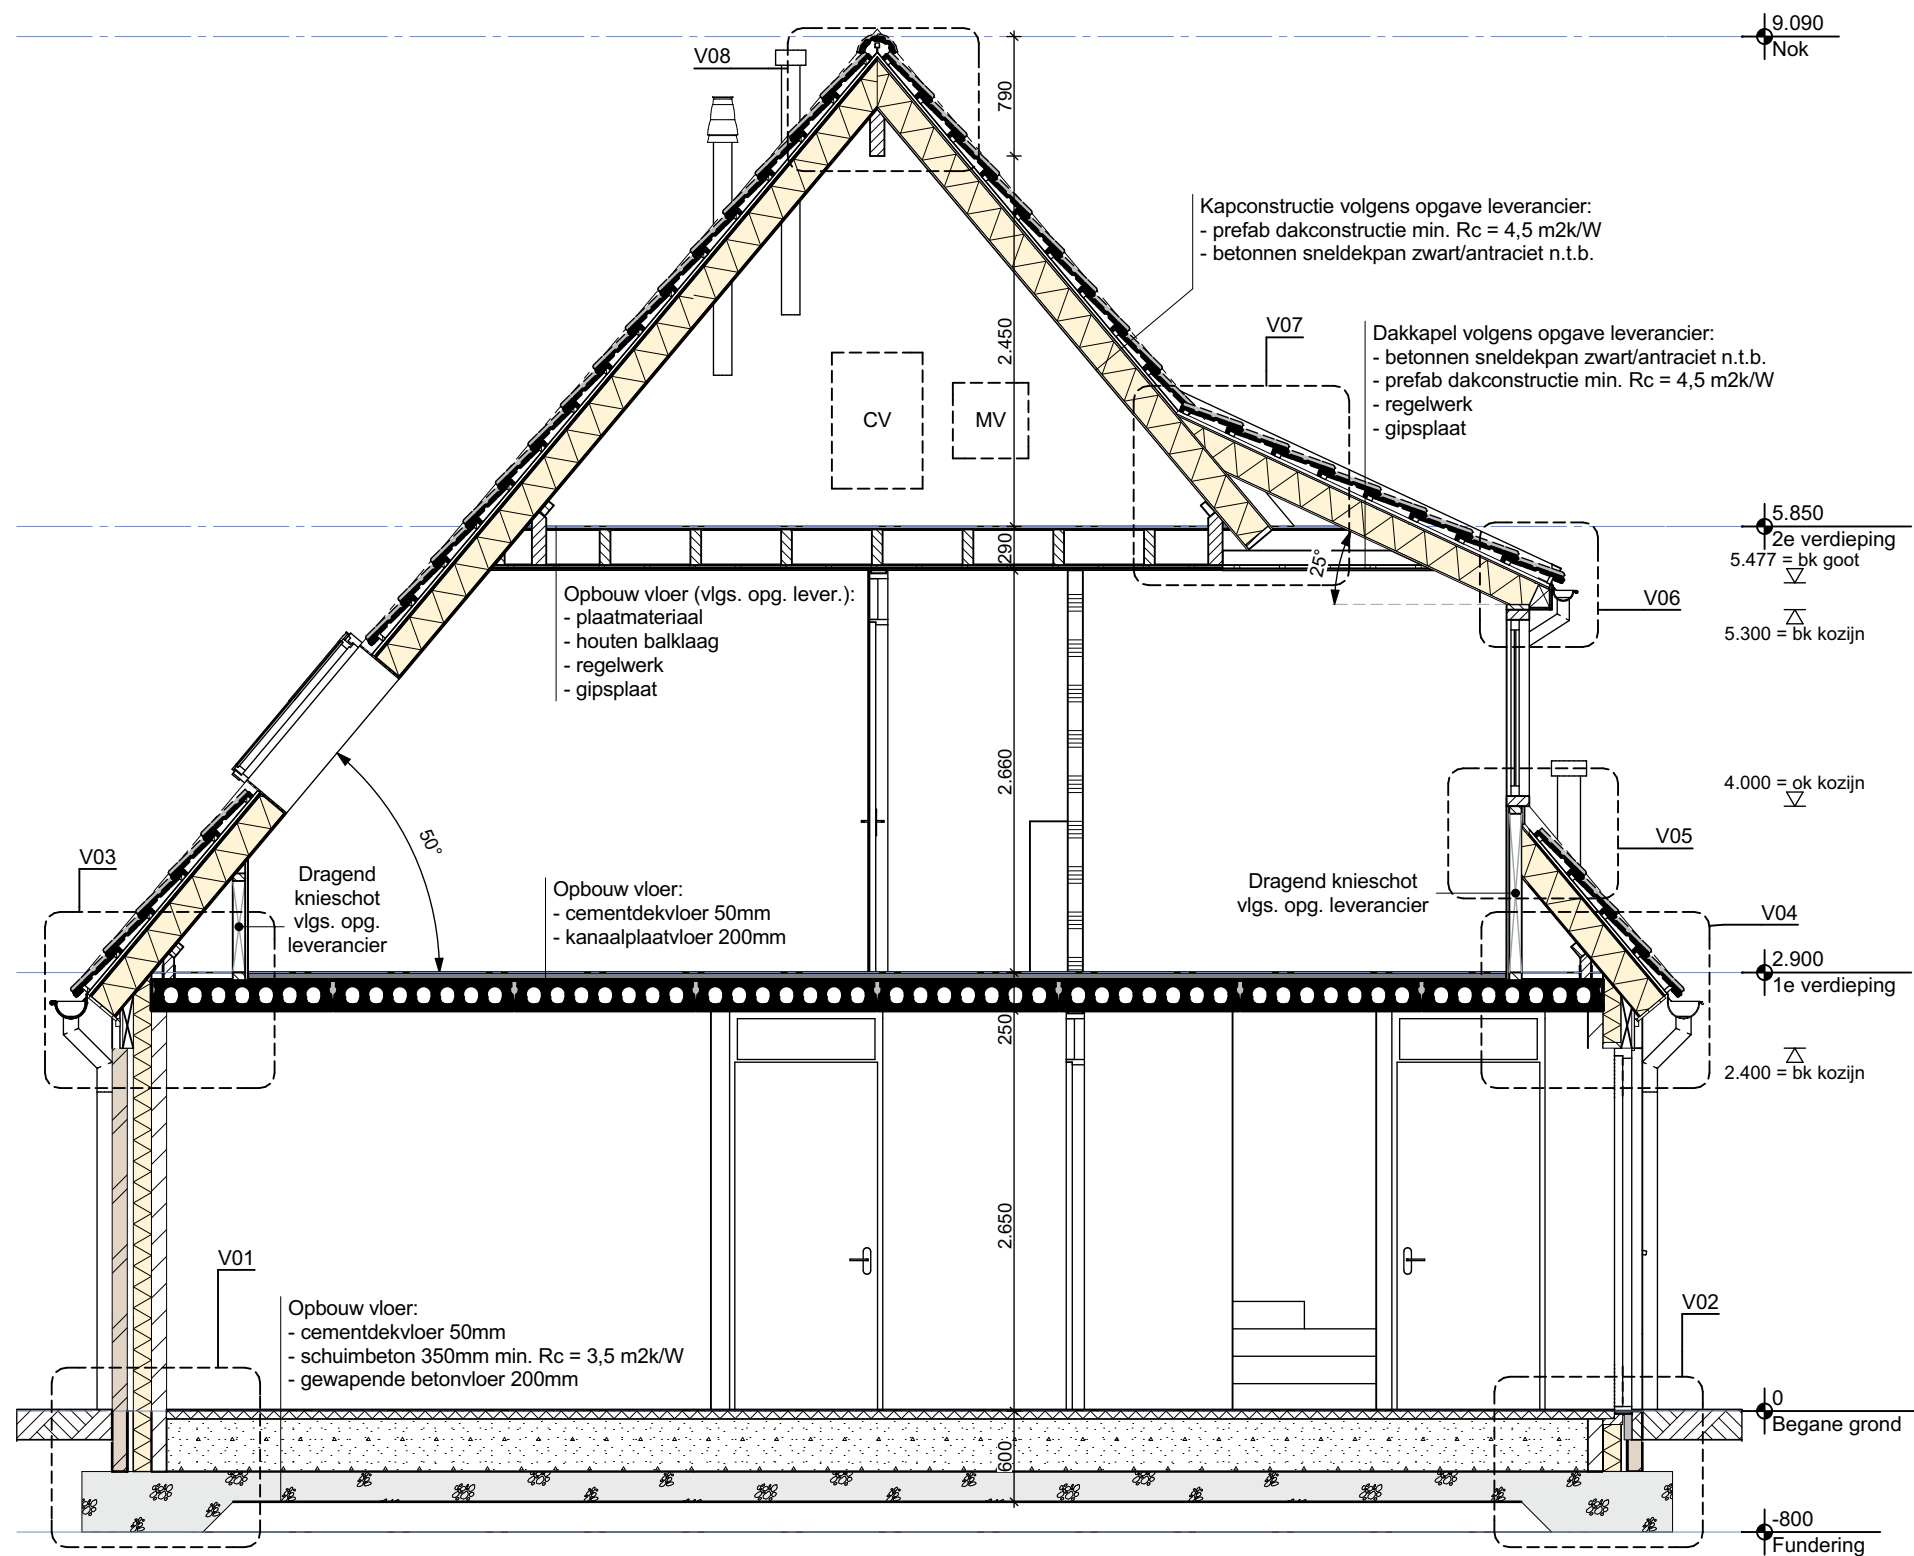 9.090
Nok
V08
790
Kapconstructie volgens opgave leverancier:
- prefab dakconstructie min. Rc = 4,5 m2k/W
- betonnen sneldekpan zwart/antraciet n.t.b.
V07
Dakkapel volgens opgave leverancier:
- betonnen sneldekpan zwart/antraciet n.t.b.
- prefab dakconstructie min. Rc = 4,5 m2k/W
- regelwerk
- gipsplaat
2.450
CV
MV
5.850
2e verdieping
5.477 = bk goot
290
25°
Opbouw vloer (vlgs. opg. lever.):
- plaatmateriaal
- houten balklaag
- regelwerk
- gipsplaat
V06
5.300 = bk kozijn
2.660
4.000 = ok kozijn
V05
50°
V03
Dragend
knieschot
vlgs. opg.
leverancier
Opbouw vloer:
- cementdekvloer 50mm
- kanaalplaatvloer 200mm
Dragend knieschot
vlgs. opg. leverancier
V04
2.900
1e verdieping
250
2.400 = bk kozijn
2.650
V01
V02
Opbouw vloer:
- cementdekvloer 50mm
- schuimbeton 350mm min. Rc = 3,5 m2k/W
- gewapende betonvloer 200mm
0
Begane grond
600
-800
Fundering